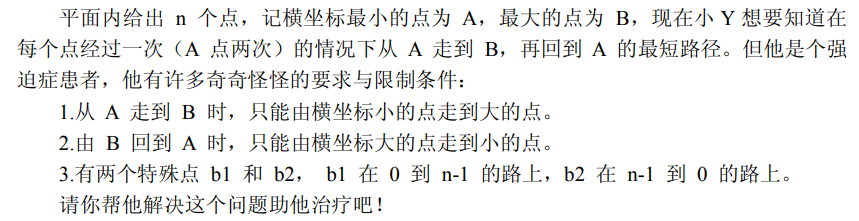 平面内给出 n 个点，记横坐标最小的点为 A，最大的点为 B，现在小 Y 想要知道在
每个点经过一次（A 点两次）的情况下从 A 走到 B，再回到 A 的最短路径。但他是个强
迫症患者，他有许多奇奇怪怪的要求与限制条件：
1.从 A 走到 B 时，只能由横坐标小的点走到大的点。
2.由 B 回到 A 时，只能由横坐标大的点走到小的点。
3.有两个特殊点 b1 和 b2， b1 在 0 到 n-1 的路上，b2 在 n-1 到 0 的路上。
请你帮他解决这个问题助他治疗吧！